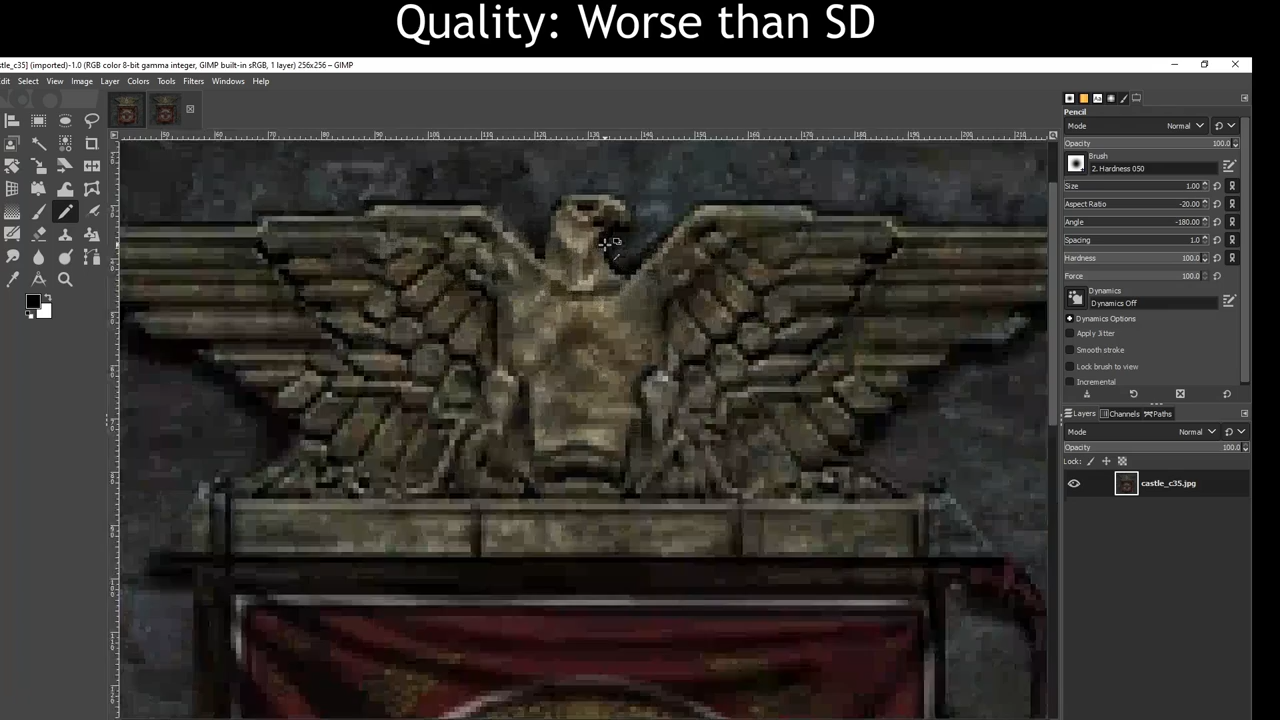 Quality: Worse than SD
stle_c35] (imported)-1.0 (RGB color 8-bit gamma integer, GIMP built-in sRGB, 1 layer) 256x256 – GIMP
dit Select View Image Layer Colors Tools Filters Windows Help
Pencil
Mode Normal
Opacity 100.0
Brush
2. Hardness 050
Size 1.00
Aspect Ratio -20.00
Angle -180.00
Spacing 1.0
Hardness 100.0
Force 100.0
Dynamics
Dynamics Off
Dynamics Options
Apply Jitter
Smooth stroke
Lock brush to view
Incremental
Layers Channels Paths
Mode Normal
Opacity 100.0
Lock:
castle_c35.jpg